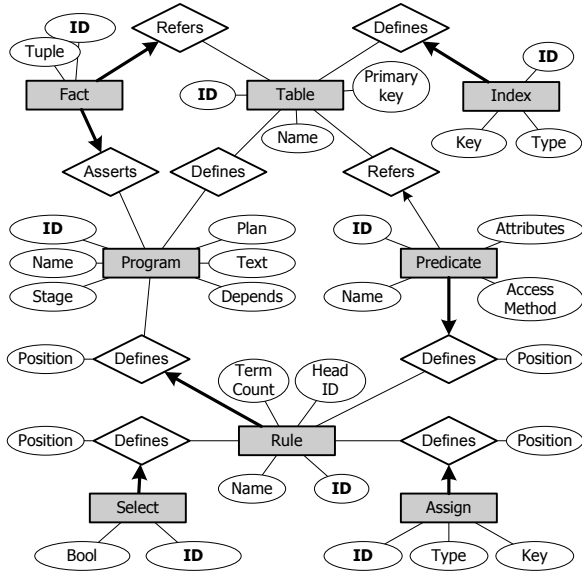 ID
Tuple
Refers
Defines
ID
Fact
ID
Table
Primary
key
Index
Name
Key
Type
Asserts
Defines
Refers
ID
Plan
ID
Attributes
Name
Program
Text
Predicate
Stage
Depends
Name
Access
Method
Position
Defines
Term
Count
Head
ID
Defines
Position
Position
Defines
Rule
Defines
Position
Name
ID
Select
Assign
Bool
ID
ID
Type
Key